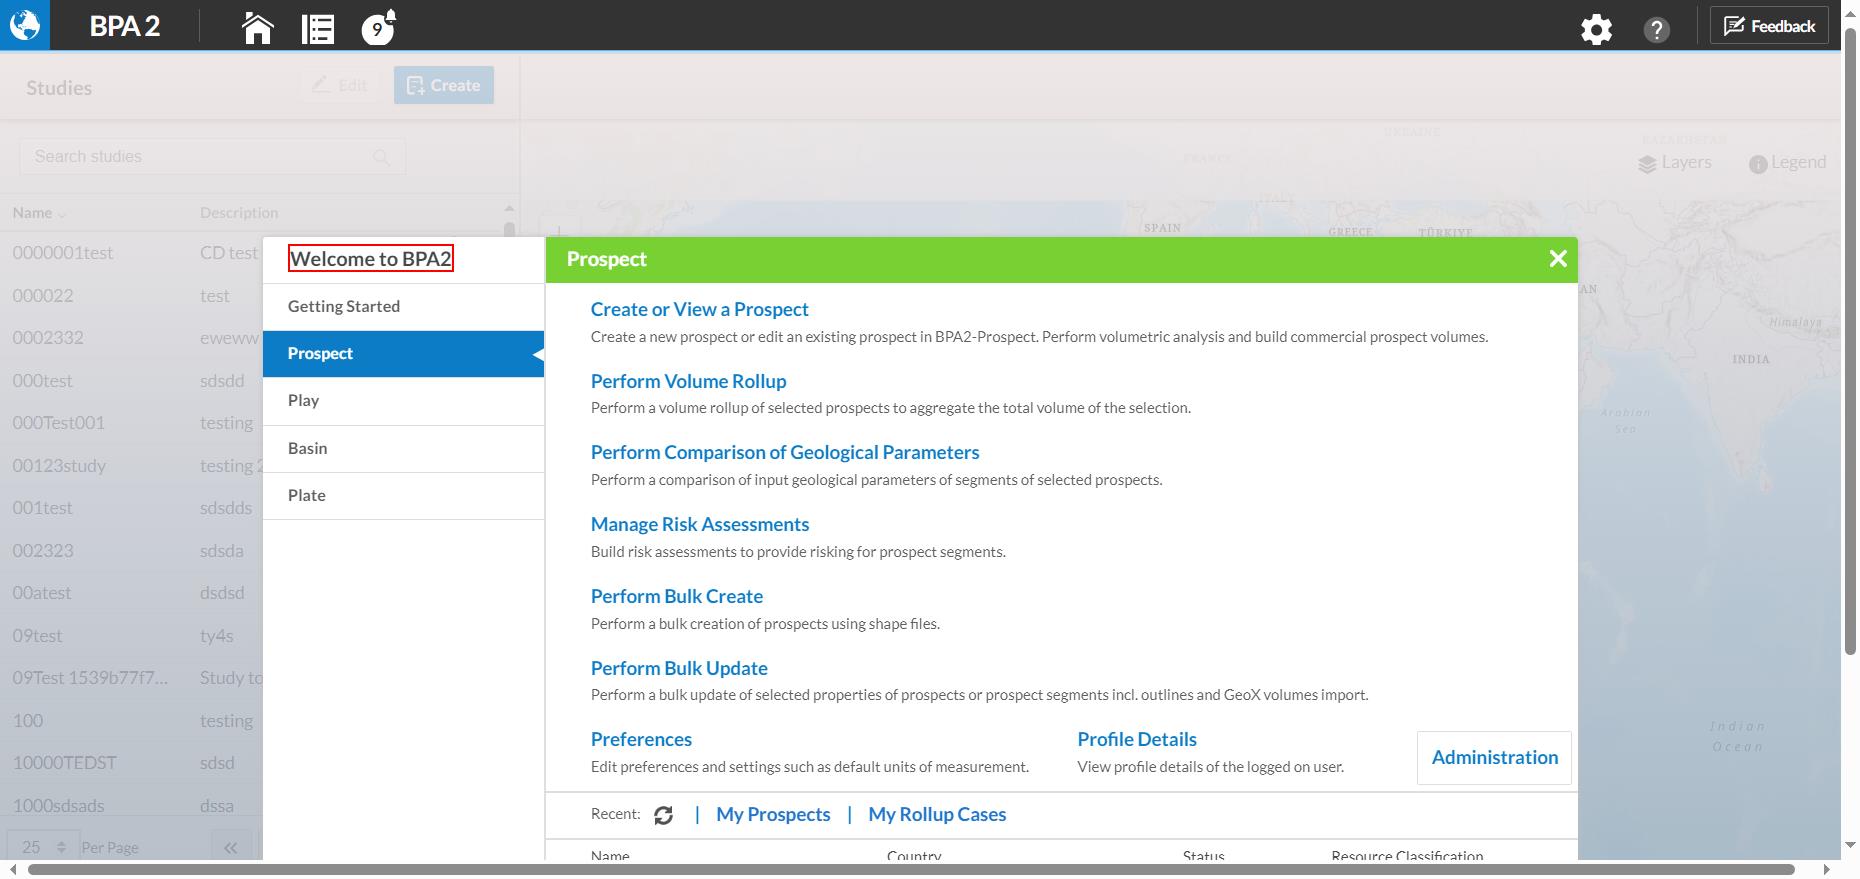 BPA 2
9
?
Feedback
Studies
Edit
Create
Search studies
UKRAINE
FRANCE
ITALY
KAZAKHSTAN
Layers
Legend
Name
Description
SPAIN
GREECE
TÜRKIYE
0000001test
CD test
000022
test
0002332
eweww
000test
sdsdd
000Test001
testing
00123study
testing 2
001test
sdsdds
002323
sdsda
00atest
dsdsd
09test
ty4s
09Test 1539b77f7...
Study to
100
testing
10000TEDST
sdsd
1000sdsads
dssa
25
Per Page
«
Welcome to BPA2
Getting Started
Prospect
Play
Basin
Plate
Prospect
Create or View a Prospect
Create a new prospect or edit an existing prospect in BPA2-Prospect. Perform volumetric analysis and build commercial prospect volumes.
Perform Volume Rollup
Perform a volume rollup of selected prospects to aggregate the total volume of the selection.
Perform Comparison of Geological Parameters
Perform a comparison of input geological parameters of segments of selected prospects.
Manage Risk Assessments
Build risk assessments to provide risking for prospect segments.
Perform Bulk Create
Perform a bulk creation of prospects using shape files.
Perform Bulk Update
Perform a bulk update of selected properties of prospects or prospect segments incl. outlines and GeoX volumes import.
Preferences
Edit preferences and settings such as default units of measurement.
Profile Details
View profile details of the logged on user.
Administration
Recent:
| My Prospects | My Rollup Cases
Name
Country
Status
Resource Classification
AN
Himalaya
INDIA
Arabian
Sea
Indian
Ocean